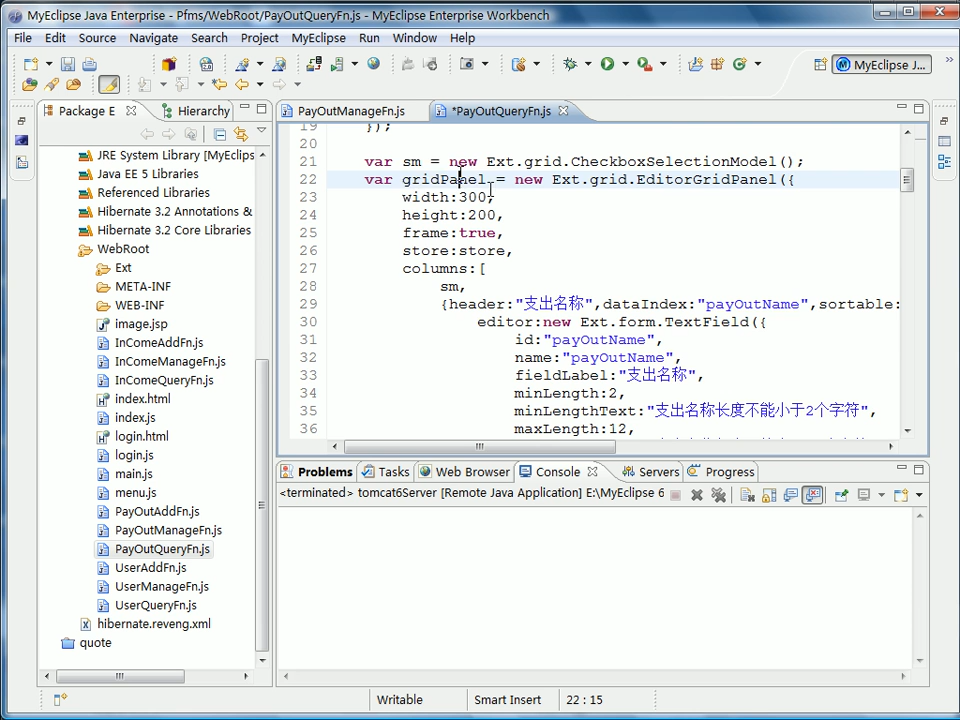 MyEclipse Java Enterprise - Pfms/WebRoot/PayOutQueryFn.js - MyEclipse Enterprise Workbench
File Edit Source Navigate Search Project MyEclipse Run Window Help
MyEclipse J...
Package E
Hierarchy
PayOutManageFn.js
*PayOutQueryFn.js
JRE System Library [MyEclips
Java EE 5 Libraries
Referenced Libraries
Hibernate 3.2 Annotations &
Hibernate 3.2 Core Libraries
WebRoot
Ext
META-INF
WEB-INF
image.jsp
InComeAddFn.js
InComeManageFn.js
InComeQueryFn.js
index.html
index.js
login.html
login.js
main.js
menu.js
PayOutAddFn.js
PayOutManageFn.js
PayOutQueryFn.js
UserAddFn.js
UserManageFn.js
UserQueryFn.js
hibernate.reveng.xml
quote
19 });
20
21 var sm = new Ext.grid.CheckboxSelectionModel();
22 var gridPanel = new Ext.grid.EditorGridPanel({
23 width:300,
24 height:200,
25 frame:true,
26 store:store,
27 columns:[
28 sm,
29 {header:"支出名称",dataIndex:"payOutName",sortable:
30 editor:new Ext.form.TextField({
31 id:"payOutName",
32 name:"payOutName",
33 fieldLabel:"支出名称",
34 minLength:2,
35 minLengthText:"支出名称长度不能小于2个字符",
36 maxLength:12,
Problems Tasks Web Browser Console Servers Progress
<terminated> tomcat6Server [Remote Java Application] E:\MyEclipse 6
Writable Smart Insert 22 : 15